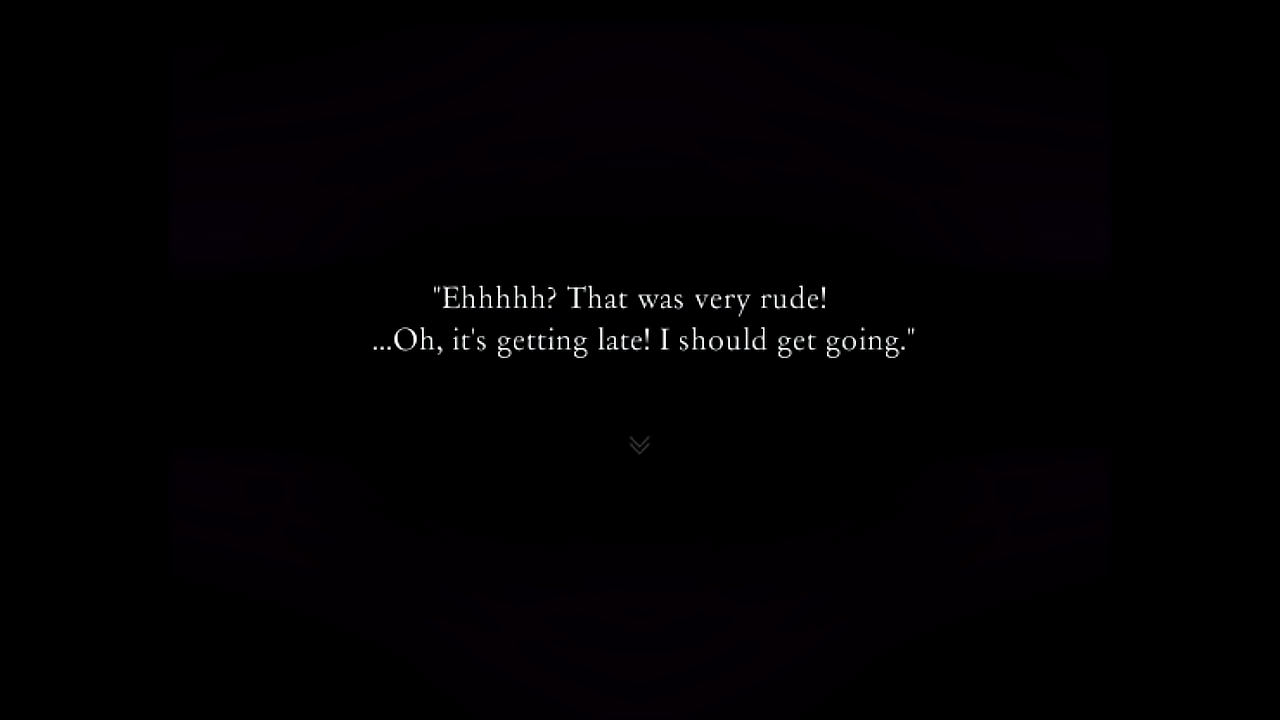 "Ehhhhh? That was very rude!
...Oh, it's getting late! I should get going."